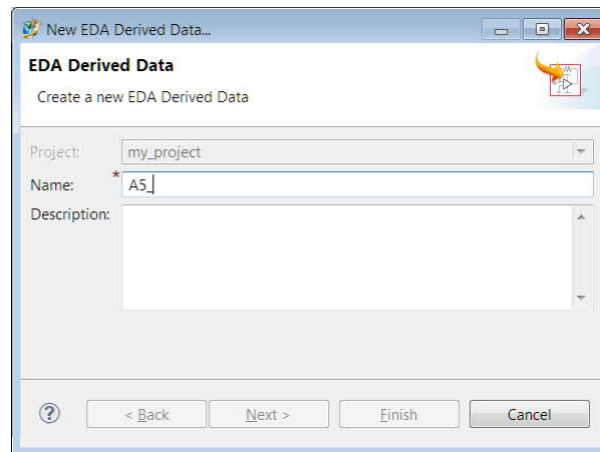 New EDA Derived Data...
EDA Derived Data
Create a new EDA Derived Data
Project: my_project
Name: * A5_
Description:
? < Back Next > Finish Cancel